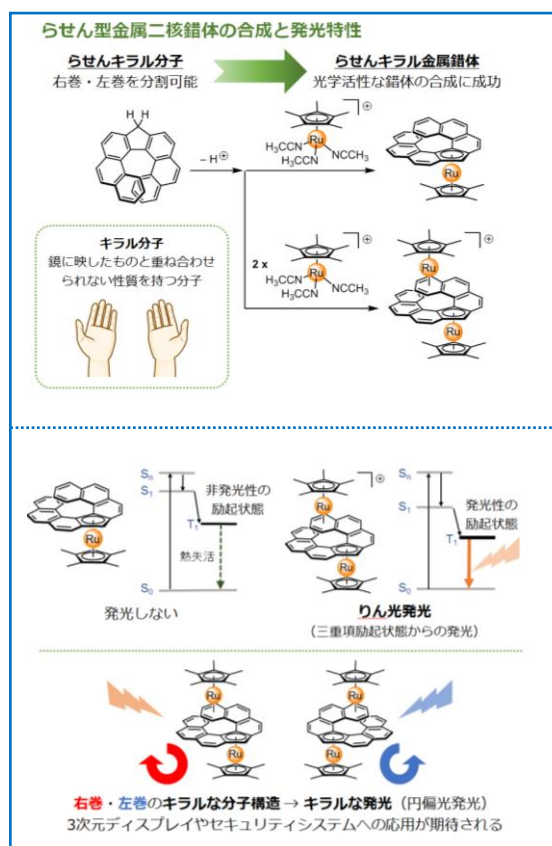 らせん型金属二核錯体の合成と発光特性
らせんキラル分子
右巻・左巻を分割可能
らせんキラル金属錯体
光学活性な錯体の合成に成功
H H
− H⊕
Ru
⊕
H3CCN
H3CCN
NCCH3
Ru
キラル分子
鏡に映したものと重ね合わせ
られない性質を持つ分子
2 x
Ru
⊕
H3CCN
H3CCN
NCCH3
Ru
⊕
Ru
Sn
S1
T1
S0
非発光性の
励起状態
熱失活
Ru
発光しない
Ru
⊕
Ru
Sn
S1
T1
S0
発光性の
励起状態
りん光発光
（三重項励起状態からの発光）
Ru
Ru
Ru
Ru
右巻・左巻のキラルな分子構造 → キラルな発光（円偏光発光）
3次元ディスプレイやセキュリティシステムへの応用が期待される